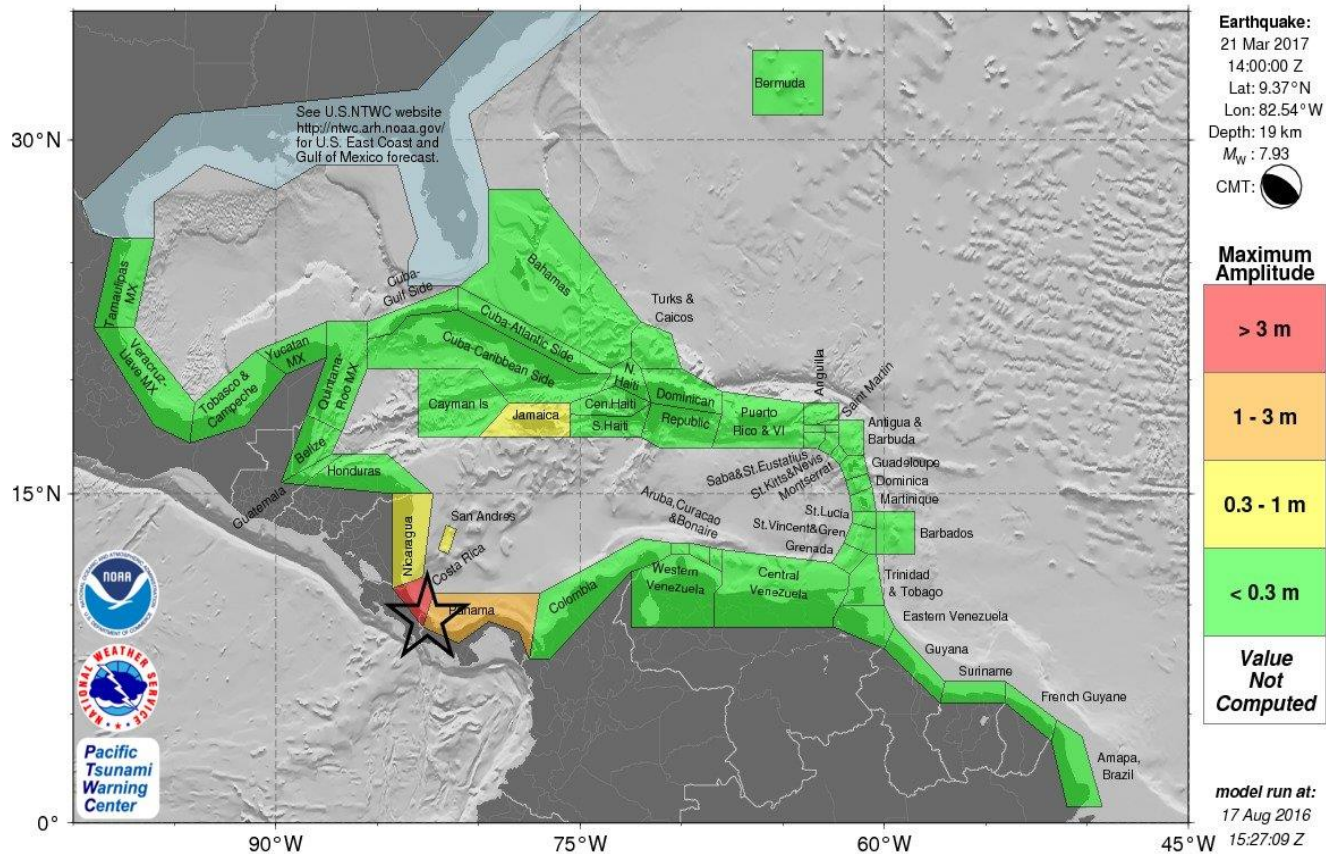 See U.S.NTWC website
http://ntwc.arh.noaa.gov/
for U.S. East Coast and
Gulf of Mexico forecast.
Bermuda
30°N
Tamaulipas
MX
Veracruz-
Llave MX
Tobasco &
Campeche
Yucatan
MX
Quintana-
Roo MX
Belize
Honduras
Guatemala
Cuba-
Gulf Side
Cuba-Atlantic Side
Cuba-Caribbean Side
Bahamas
Turks &
Caicos
Cayman Is
Jamaica
N.
Haiti
Cen.Haiti
S.Haiti
Dominican
Republic
Puerto
Rico & VI
Anguilla
Saint Martin
Antigua &
Barbuda
Saba&St.Eustatius
St.Kitts&Nevis
Montserrat
Guadeloupe
Dominica
Martinique
St.Lucia
St.Vincent&Gren
Barbados
Grenada
Trinidad
& Tobago
Aruba,Curacao
&Bonaire
15°N
Nicaragua
San Andres
Costa Rica
Panama
Colombia
Western
Venezuela
Central
Venezuela
Eastern Venezuela
Guyana
Suriname
French Guyane
Amapa,
Brazil
NOAA
NATIONAL WEATHER SERVICE
Pacific
Tsunami
Warning
Center
0°
90°W
75°W
60°W
45°W
Earthquake:
21 Mar 2017
14:00:00 Z
Lat: 9.37°N
Lon: 82.54°W
Depth: 19 km
MW : 7.93
CMT:
Maximum
Amplitude
> 3 m
1 - 3 m
0.3 - 1 m
< 0.3 m
Value
Not
Computed
model run at:
17 Aug 2016
15:27:09 Z